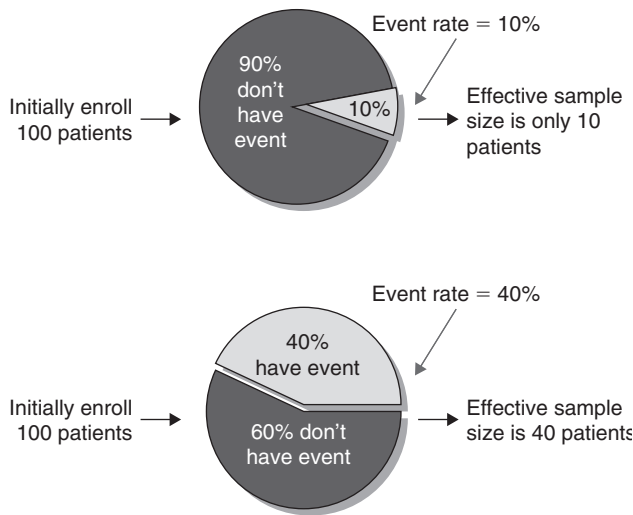 Event rate = 10%
90%
don't
have
event
10%
Initially enroll
100 patients
Effective sample
size is only 10
patients
Event rate = 40%
40%
have event
Initially enroll
100 patients
60% don't
have event
Effective sample
size is 40 patients